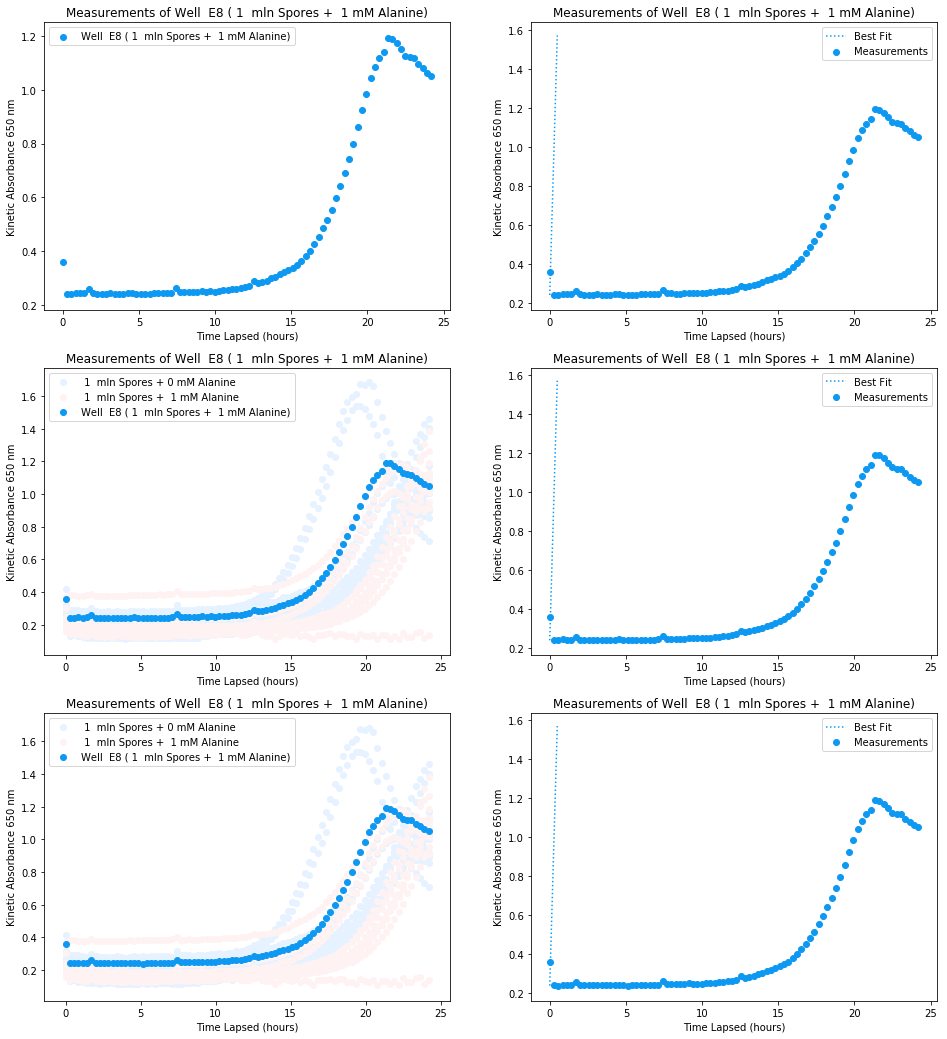 Measurements of Well E8 ( 1 mln Spores + 1 mM Alanine)
Well E8 ( 1 mln Spores + 1 mM Alanine)
Kinetic Absorbance 650 nm
1.2
1.0
0.8
0.6
0.4
0.2
0 5 10 15 20 25
Time Lapsed (hours)
Measurements of Well E8 ( 1 mln Spores + 1 mM Alanine)
Best Fit
Measurements
Kinetic Absorbance 650 nm
1.6
1.4
1.2
1.0
0.8
0.6
0.4
0.2
0 5 10 15 20 25
Time Lapsed (hours)
Measurements of Well E8 ( 1 mln Spores + 1 mM Alanine)
1 mln Spores + 0 mM Alanine
1 mln Spores + 1 mM Alanine
Well E8 ( 1 mln Spores + 1 mM Alanine)
Kinetic Absorbance 650 nm
1.6
1.4
1.2
1.0
0.8
0.6
0.4
0.2
0 5 10 15 20 25
Time Lapsed (hours)
Measurements of Well E8 ( 1 mln Spores + 1 mM Alanine)
Best Fit
Measurements
Kinetic Absorbance 650 nm
1.6
1.4
1.2
1.0
0.8
0.6
0.4
0.2
0 5 10 15 20 25
Time Lapsed (hours)
Measurements of Well E8 ( 1 mln Spores + 1 mM Alanine)
1 mln Spores + 0 mM Alanine
1 mln Spores + 1 mM Alanine
Well E8 ( 1 mln Spores + 1 mM Alanine)
Kinetic Absorbance 650 nm
1.6
1.4
1.2
1.0
0.8
0.6
0.4
0.2
0 5 10 15 20 25
Time Lapsed (hours)
Measurements of Well E8 ( 1 mln Spores + 1 mM Alanine)
Best Fit
Measurements
Kinetic Absorbance 650 nm
1.6
1.4
1.2
1.0
0.8
0.6
0.4
0.2
0 5 10 15 20 25
Time Lapsed (hours)